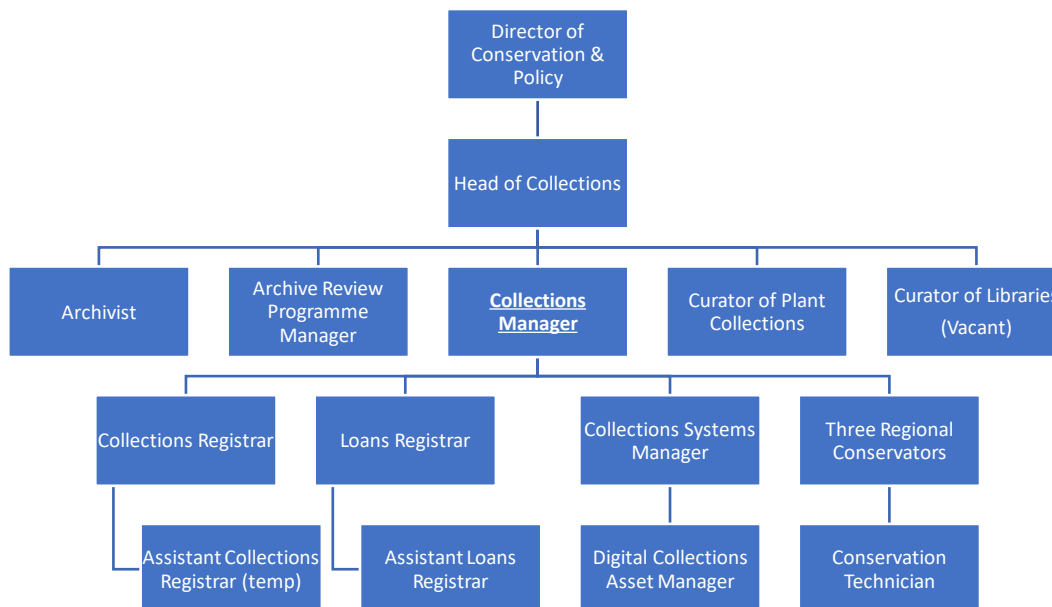 Director of
Conservation &
Policy
Head of Collections
Archivist
Archive Review
Programme
Manager
Collections
Manager
Curator of Plant
Collections
Curator of Libraries
(Vacant)
Collections Registrar
Loans Registrar
Collections Systems
Manager
Three Regional
Conservators
Assistant Collections
Registrar (temp)
Assistant Loans
Registrar
Digital Collections
Asset Manager
Conservation
Technician